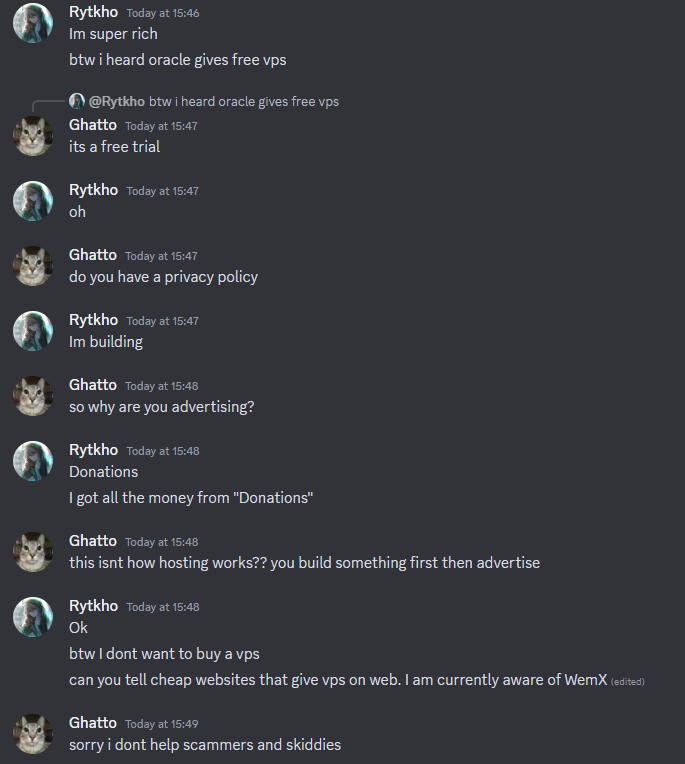 Rytkho Today at 15:46
Im super rich
btw i heard oracle gives free vps
@Rytkho btw i heard oracle gives free vps
Ghatto Today at 15:47
its a free trial
Rytkho Today at 15:47
oh
Ghatto Today at 15:47
do you have a privacy policy
Rytkho Today at 15:47
Im building
Ghatto Today at 15:48
so why are you advertising?
Rytkho Today at 15:48
Donations
I got all the money from "Donations"
Ghatto Today at 15:48
this isnt how hosting works?? you build something first then advertise
Rytkho Today at 15:48
Ok
btw I dont want to buy a vps
can you tell cheap websites that give vps on web. I am currently aware of WemX (edited)
Ghatto Today at 15:49
sorry i dont help scammers and skiddies